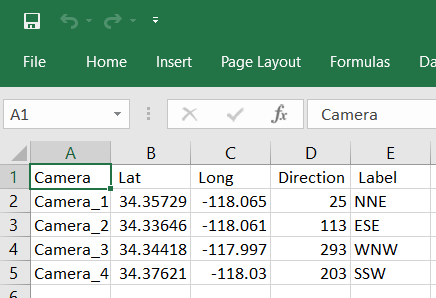 File Home Insert Page Layout Formulas Da
A1 fx Camera
A B C D E
1 Camera Lat Long Direction Label
2 Camera_1 34.35729 -118.065 25 NNE
3 Camera_2 34.33646 -118.061 113 ESE
4 Camera_3 34.34418 -117.997 293 WNW
5 Camera_4 34.37621 -118.03 203 SSW